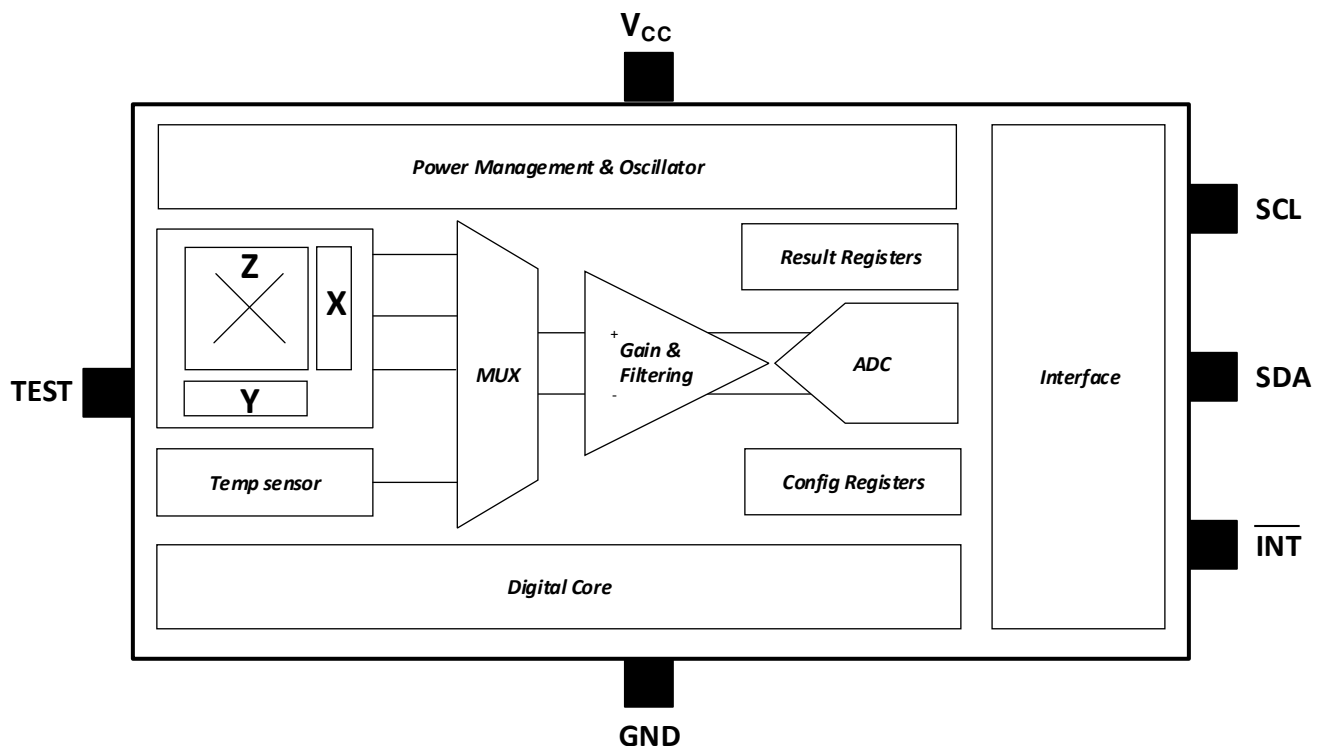 VCC
Power Management & Oscillator
SCL
Result Registers
Z
X
+
Gain &
Filtering
-
MUX
ADC
Interface
SDA
TEST
Y
Temp sensor
Config Registers
INT
Digital Core
GND